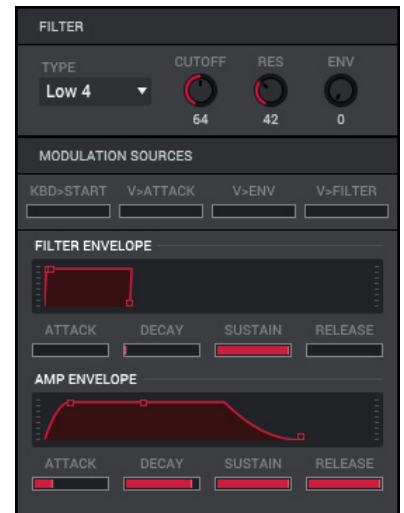 FILTER
TYPE CUTOFF RES ENV
Low 4
64 42 0
MODULATION SOURCES
KBD>START V>ATTACK V>ENV V>FILTER
FILTER ENVELOPE
ATTACK DECAY SUSTAIN RELEASE
AMP ENVELOPE
ATTACK DECAY SUSTAIN RELEASE